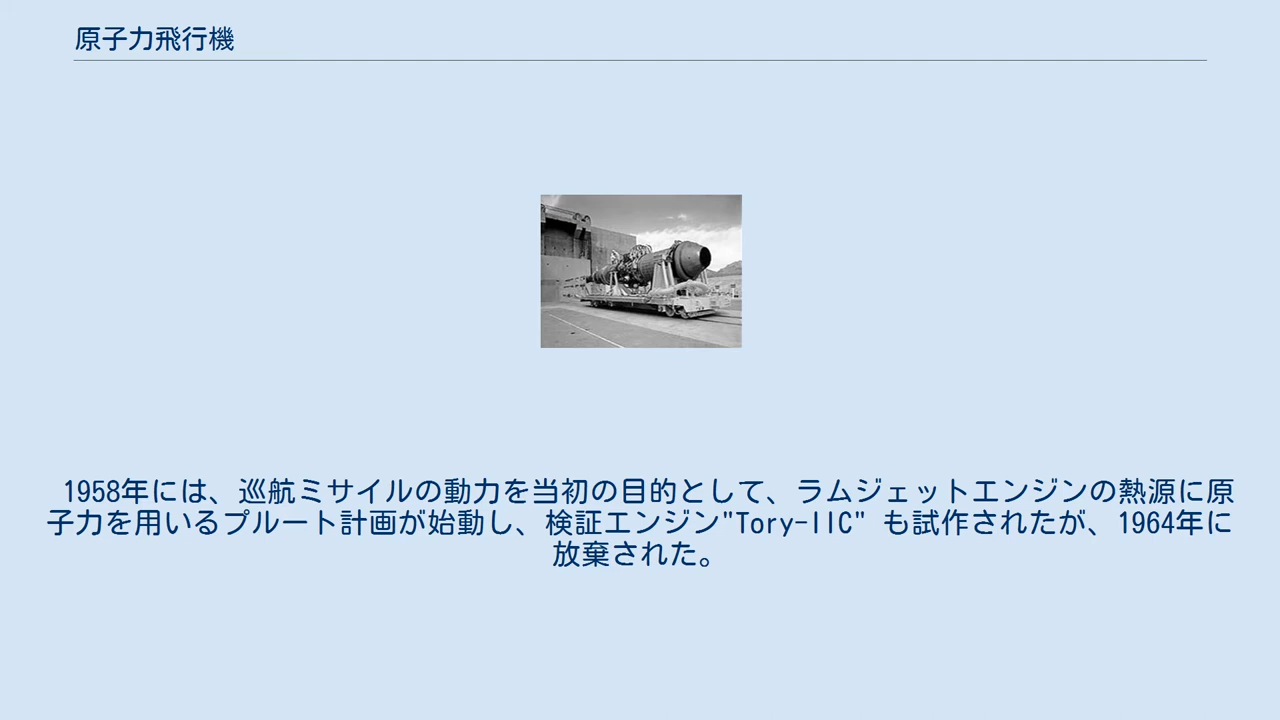 原子力飛行機
1958年には、巡航ミサイルの動力を当初の目的として、ラムジェットエンジンの熱源に原
子力を用いるプルート計画が始動し、検証エンジン"Tory-IIC" も試作されたが、1964年に
放棄された。